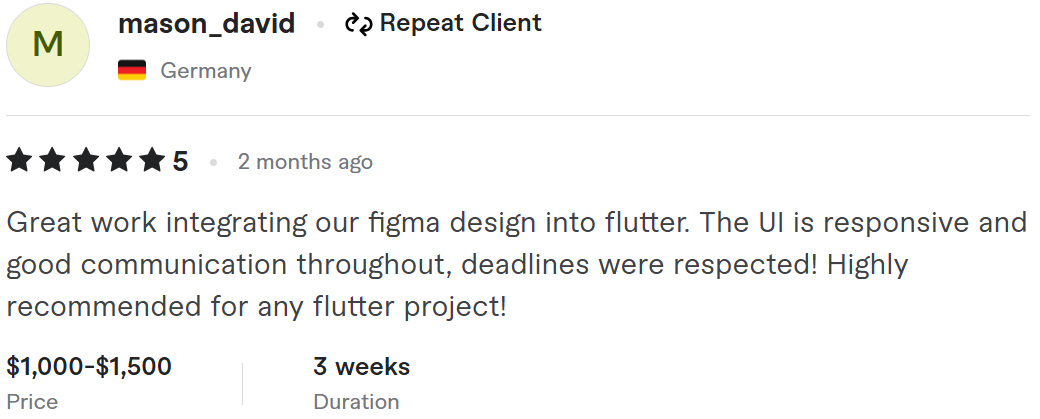 M
mason_david • Repeat Client
Germany
5 • 2 months ago
Great work integrating our figma design into flutter. The UI is responsive and
good communication throughout, deadlines were respected! Highly
recommended for any flutter project!
$1,000-$1,500 3 weeks
Price Duration